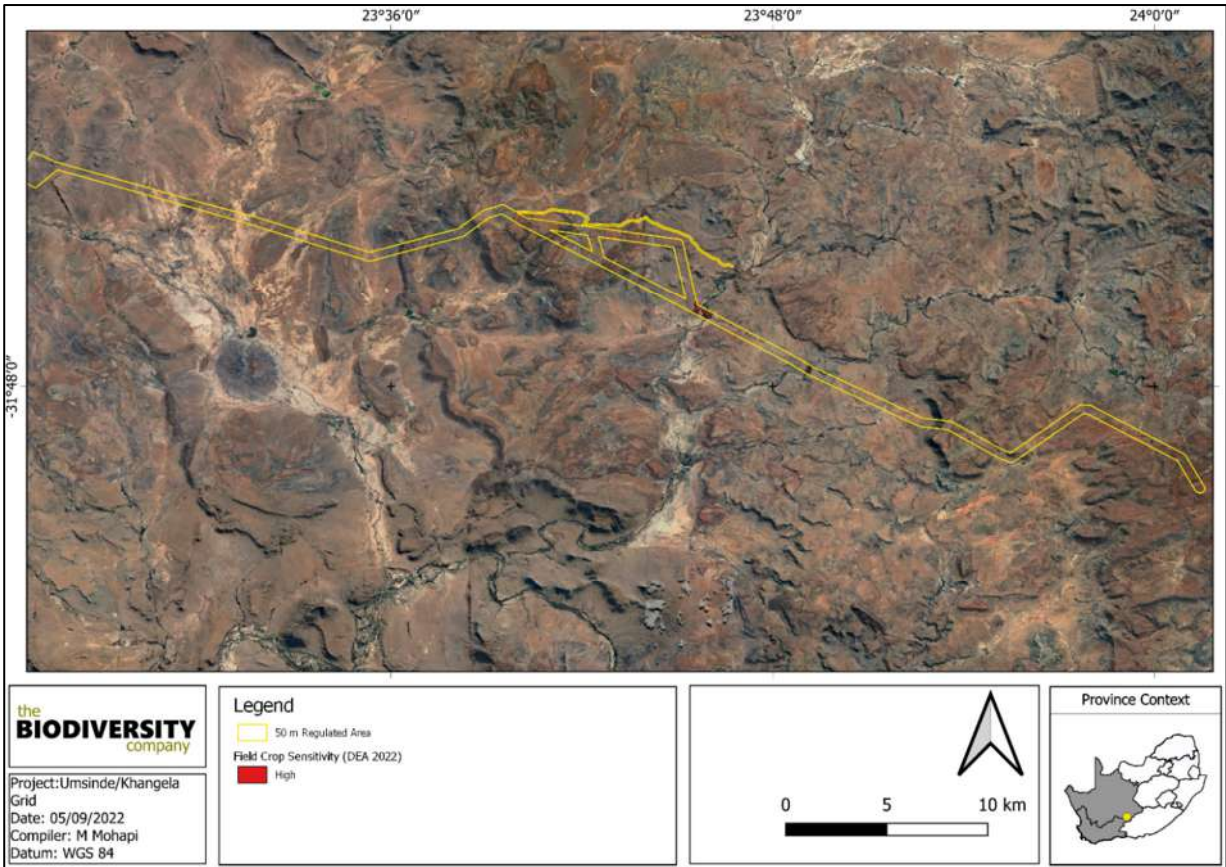 23°36′0″ 23°48′0″ 24°0′0″
-31°48′0″
the
BIODIVERSITY
company
Project:Umsinde/Khangela
Grid
Date: 05/09/2022
Compiler: M Mohapi
Datum: WGS 84
Legend
50 m Regulated Area
Field Crop Sensitivity (DEA 2022)
High
0 5 10 km
Province Context